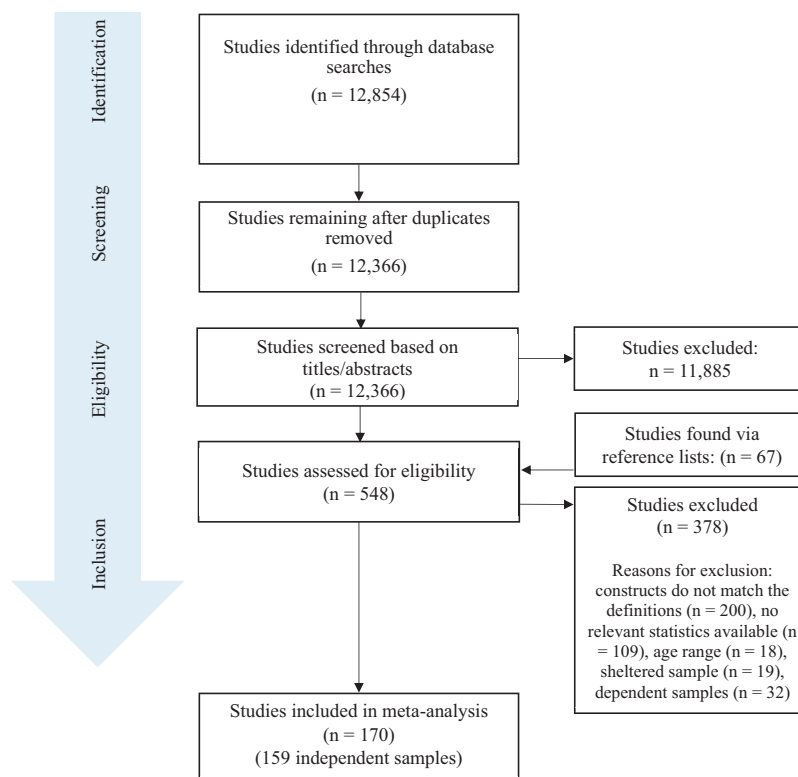 Identification
Screening
Eligibility
Inclusion
Studies identified through database
searches
(n = 12,854)
Studies remaining after duplicates
removed
(n = 12,366)
Studies screened based on
titles/abstracts
(n = 12,366)
Studies excluded:
n = 11,885
Studies found via
reference lists: (n = 67)
Studies assessed for eligibility
(n = 548)
Studies excluded
(n = 378)
Reasons for exclusion:
constructs do not match the
definitions (n = 200), no
relevant statistics available (n
= 109), age range (n = 18),
sheltered sample (n = 19),
dependent samples (n = 32)
Studies included in meta-analysis
(n = 170)
(159 independent samples)